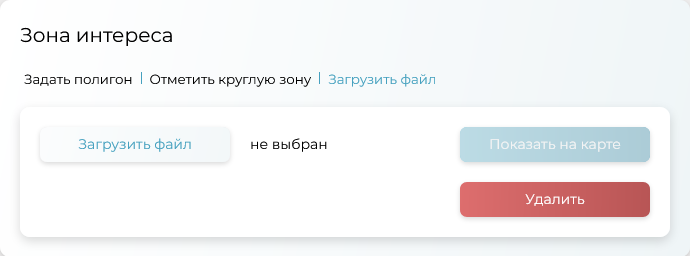 Зона интереса
Задать полигон | Отметить круглую зону | Загрузить файл
Загрузить файл не выбран Показать на карте
Удалить